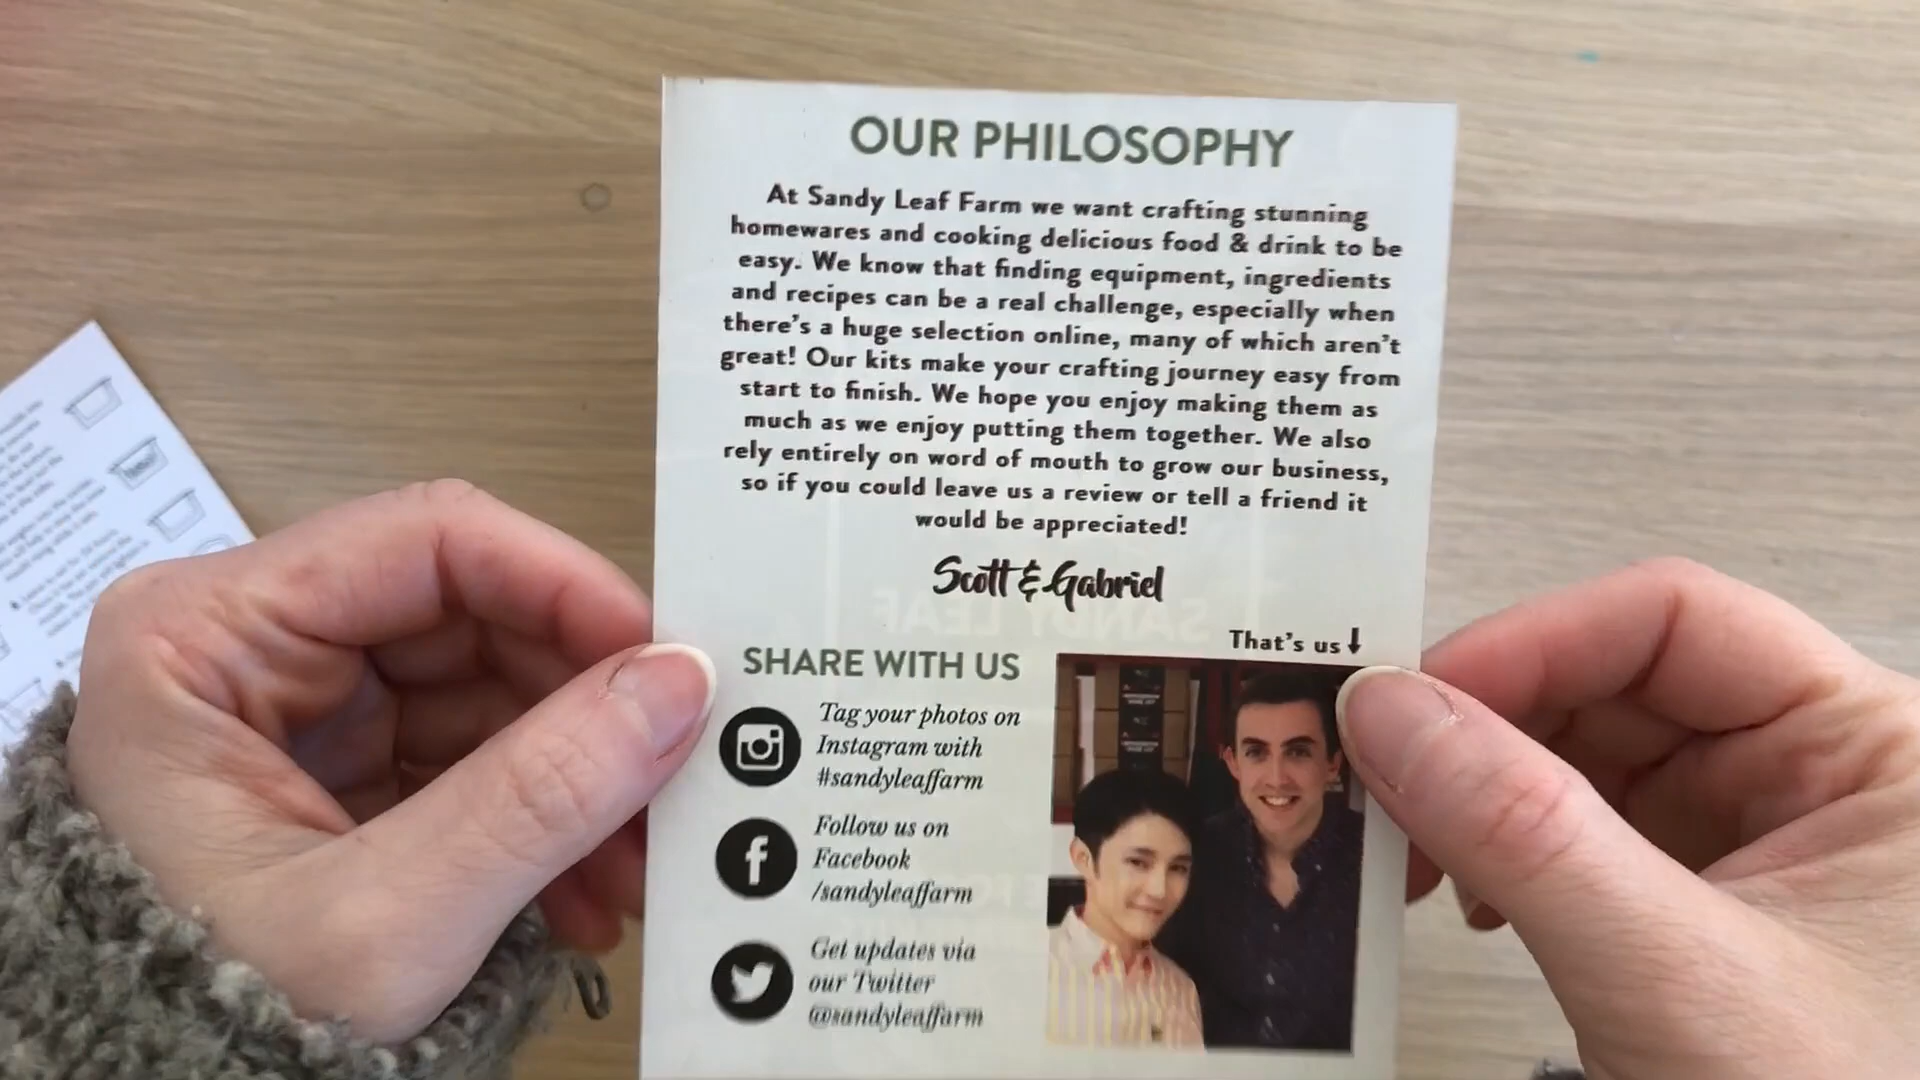 OUR PHILOSOPHY
At Sandy Leaf Farm we want crafting stunning
homewares and cooking delicious food & drink to be
easy. We know that finding equipment, ingredients
and recipes can be a real challenge, especially when
there's a huge selection online, many of which aren't
great! Our kits make your crafting journey easy from
start to finish. We hope you enjoy making them as
much as we enjoy putting them together. We also
rely entirely on word of mouth to grow our business,
so if you could leave us a review or tell a friend it
would be appreciated!
Scott & Gabriel
That's us
SHARE WITH US
Tag your photos on
Instagram with
#sandyleaffarm
Follow us on
Facebook
/sandyleaffarm
Get updates via
our Twitter
@sandyleaffarm